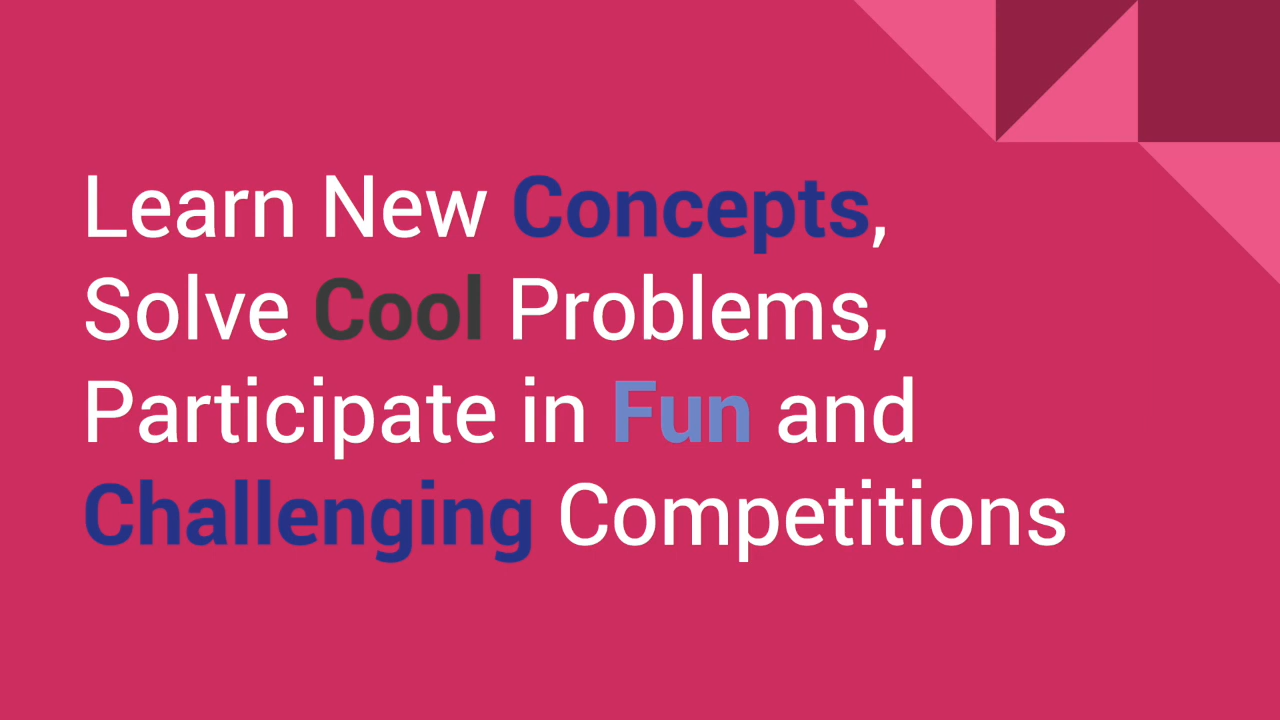 Learn New Concepts,
Solve Cool Problems,
Participate in Fun and
Challenging Competitions